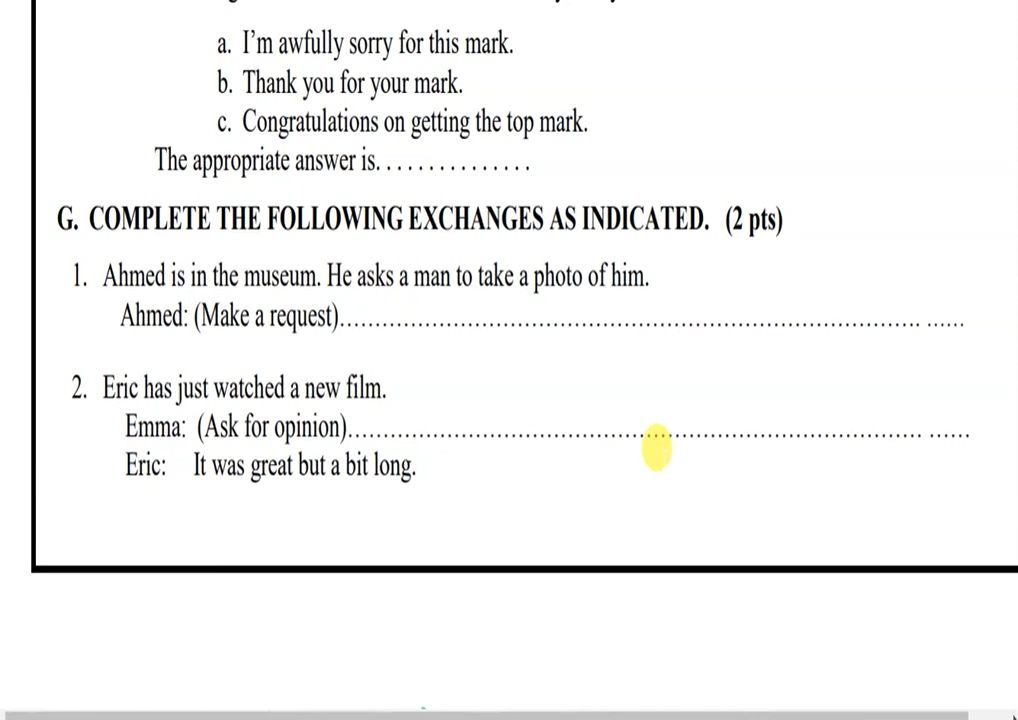 a. I'm awfully sorry for this mark.
b. Thank you for your mark.
c. Congratulations on getting the top mark.
The appropriate answer is...............
G. COMPLETE THE FOLLOWING EXCHANGES AS INDICATED. (2 pts)
1. Ahmed is in the museum. He asks a man to take a photo of him.
Ahmed: (Make a request)................................................................................................. ......
2. Eric has just watched a new film.
Emma: (Ask for opinion)................................................................................................ ......
Eric: It was great but a bit long.